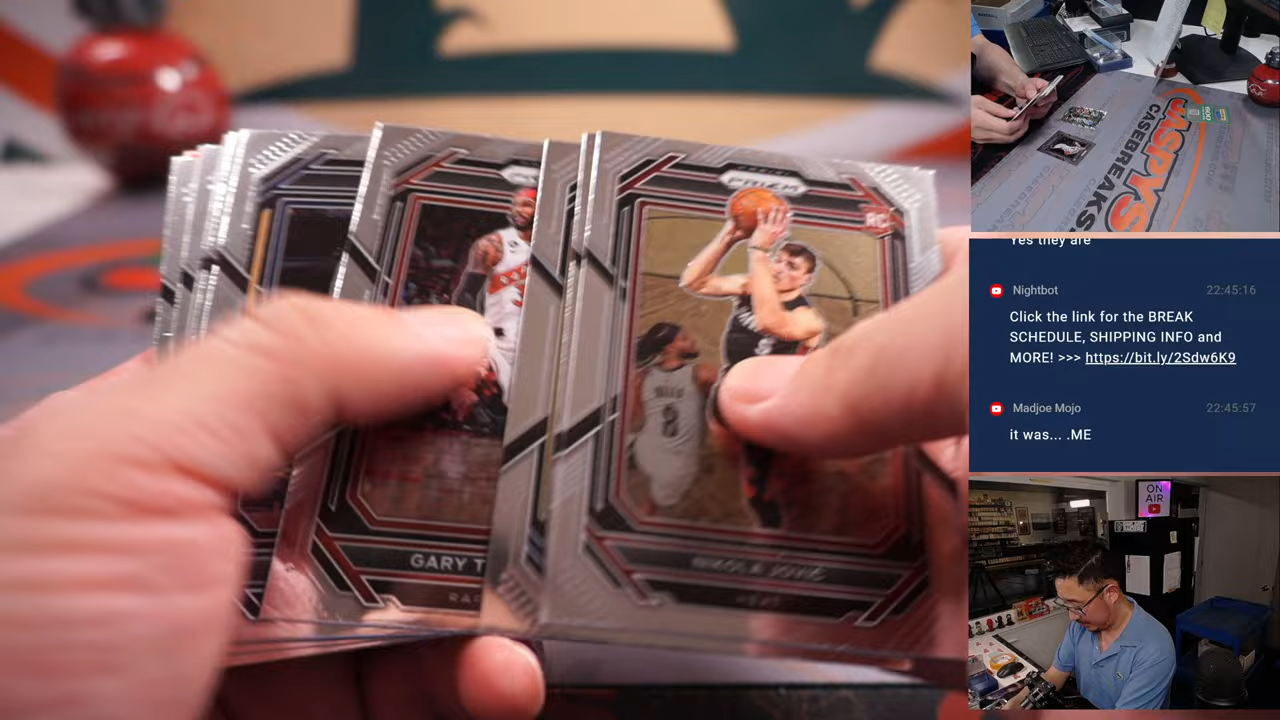 PRIZM
RC
GARY T
RA
JASPYS
CASEBREAKS
Yes they are
Nightbot
22:45:16
Click the link for the BREAK
SCHEDULE, SHIPPING INFO and
MORE! >>> https://bit.ly/2Sdw6K9
Madjoe Mojo
22:45:57
it was... .ME
ON
AIR